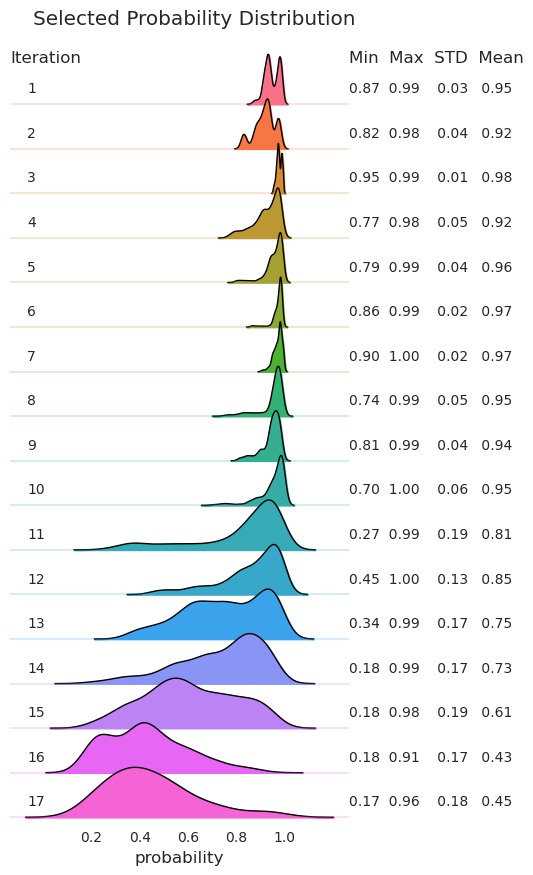 Selected Probability Distribution
Iteration Min Max STD Mean
1 0.87 0.99 0.03 0.95
2 0.82 0.98 0.04 0.92
3 0.95 0.99 0.01 0.98
4 0.77 0.98 0.05 0.92
5 0.79 0.99 0.04 0.96
6 0.86 0.99 0.02 0.97
7 0.90 1.00 0.02 0.97
8 0.74 0.99 0.05 0.95
9 0.81 0.99 0.04 0.94
10 0.70 1.00 0.06 0.95
11 0.27 0.99 0.19 0.81
12 0.45 1.00 0.13 0.85
13 0.34 0.99 0.17 0.75
14 0.18 0.99 0.17 0.73
15 0.18 0.98 0.19 0.61
16 0.18 0.91 0.17 0.43
17 0.17 0.96 0.18 0.45
0.2 0.4 0.6 0.8 1.0
probability